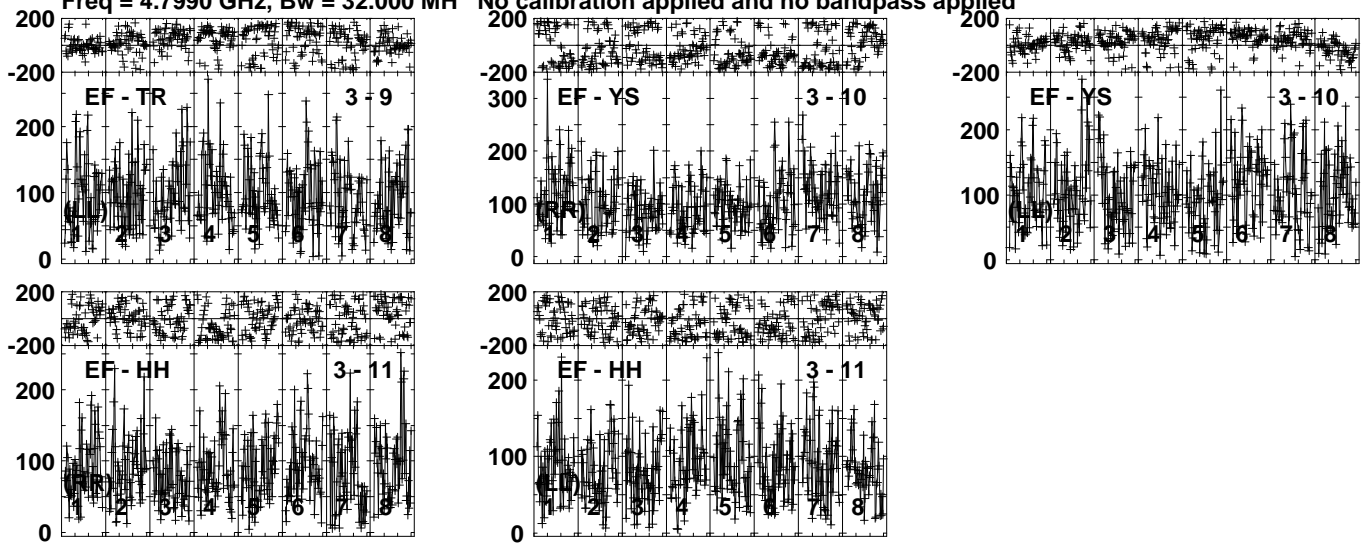 Freq = 4.7990 GHz, Bw = 32.000 MH No calibration applied and no bandpass applied
200
-200
EF - TR 3 - 9
200
100
(LL)
1 2 3 4 5 6 7 8
0
200
-200
300
EF - YS 3 - 10
200
100
(RR)
1 2 3 4 5 6 7 8
0
200
-200
EF - YS 3 - 10
200
100
(LL)
1 2 3 4 5 6 7 8
0
200
-200
EF - HH 3 - 11
200
100
(RR)
1 2 3 4 5 6 7 8
0
200
-200
EF - HH 3 - 11
200
100
(LL)
1 2 3 4 5 6 7 8
0